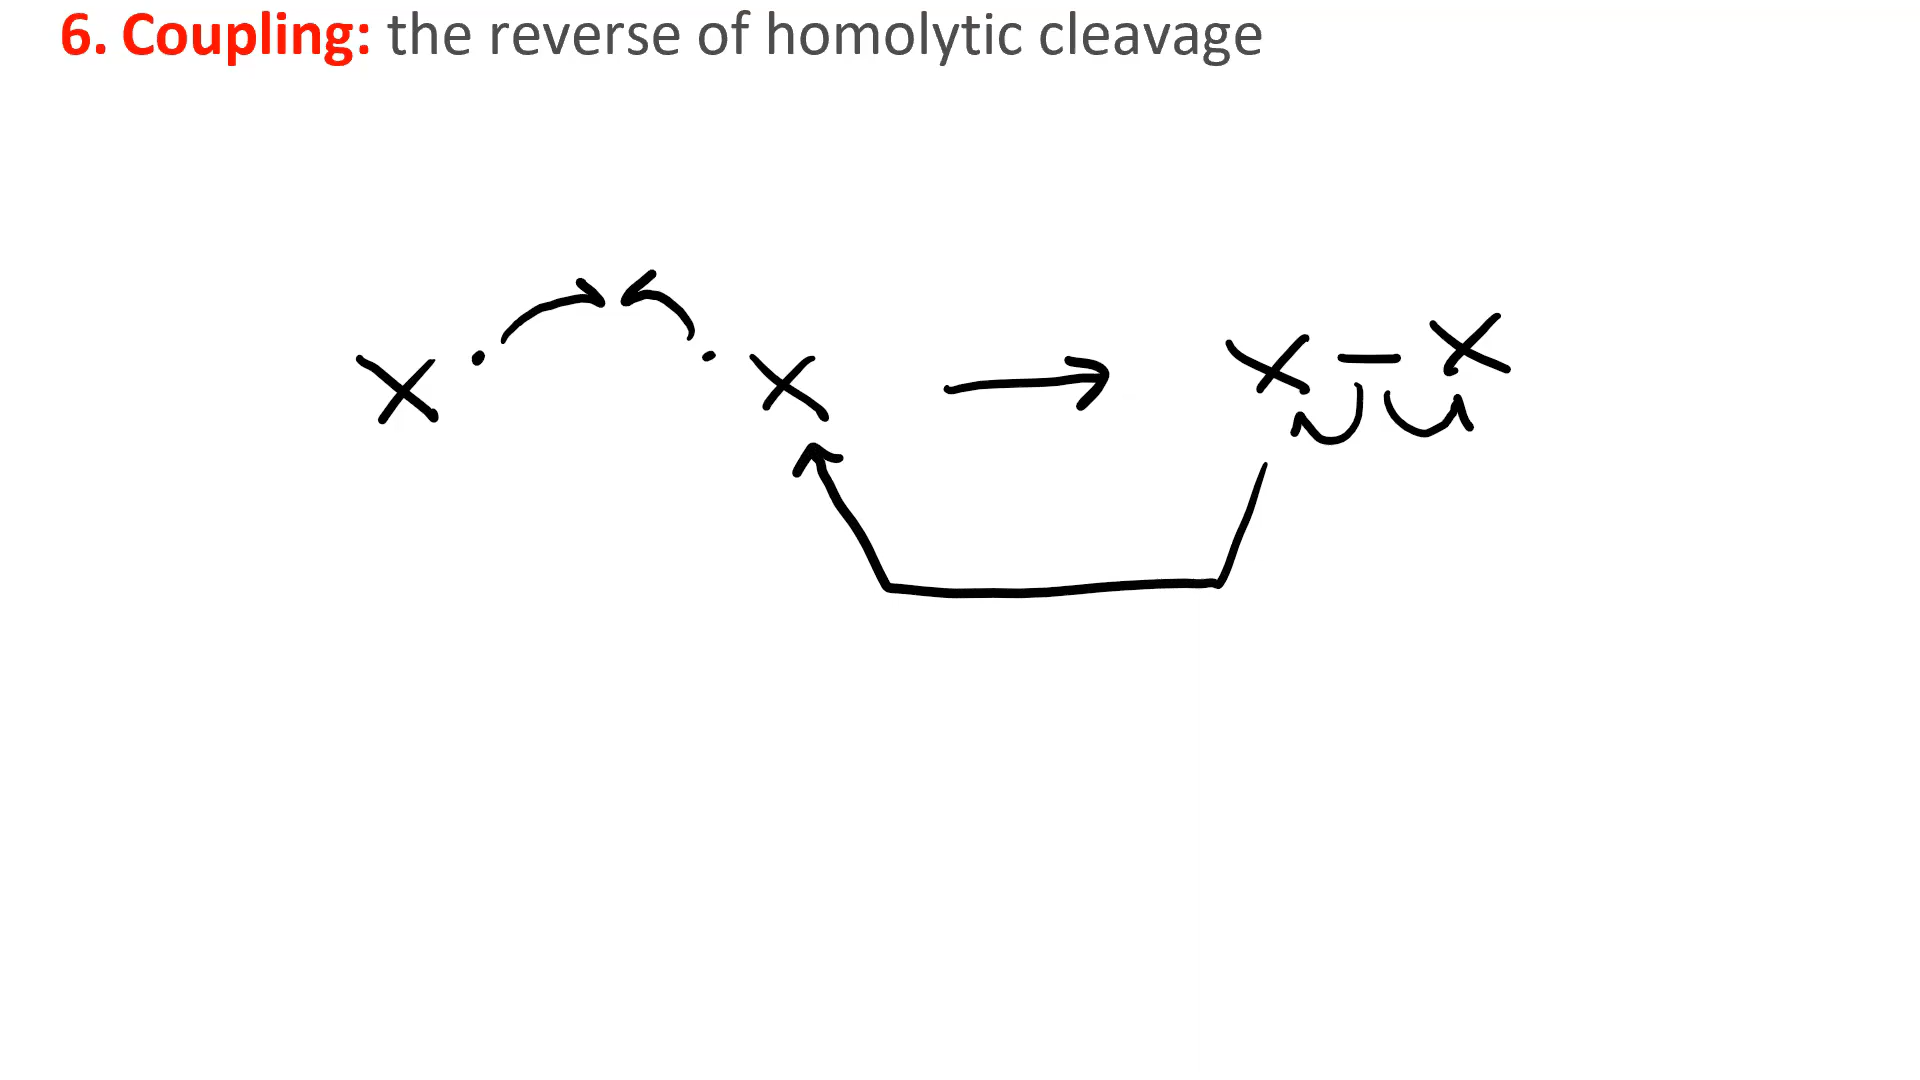 6. Coupling: the reverse of homolytic cleavage
X · · X → X – X